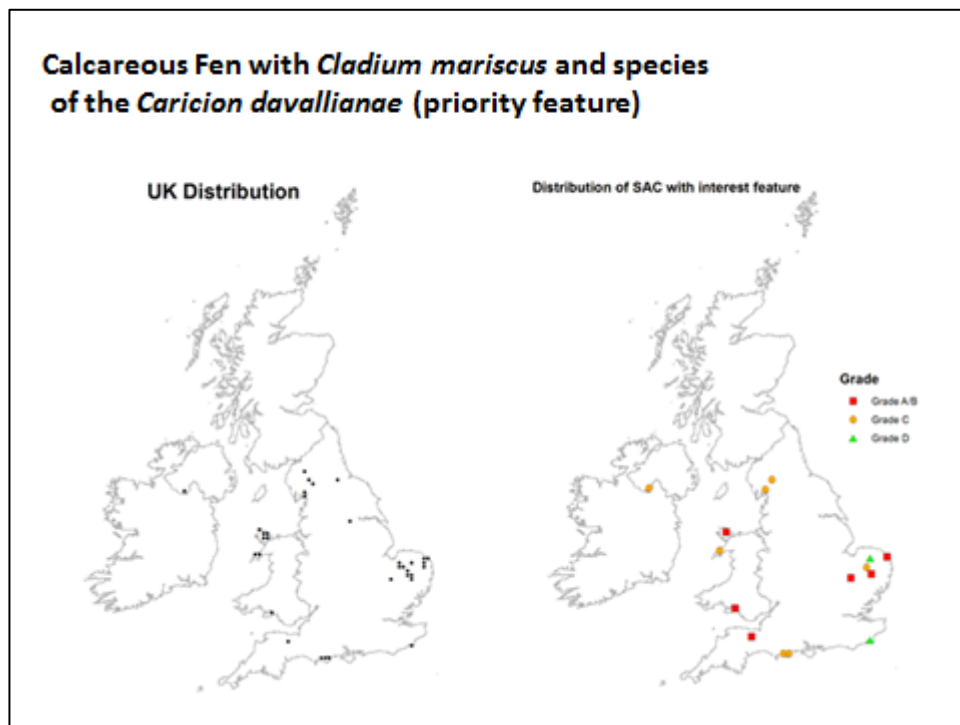 Calcareous Fen with Cladium mariscus and species
of the Caricion davallianae (priority feature)
UK Distribution
Distribution of SAC with interest feature
Grade
Grade A/B
Grade C
Grade D